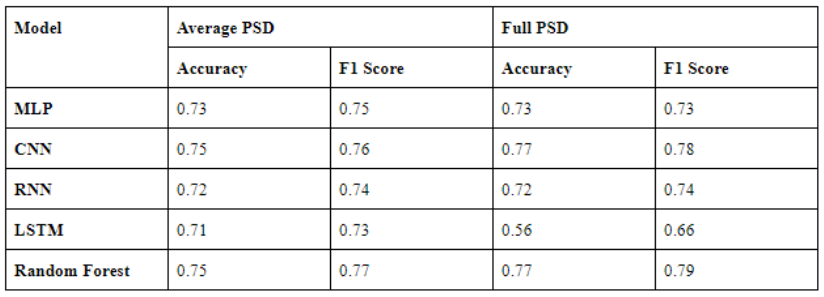 Model Average PSD Full PSD
Accuracy F1 Score Accuracy F1 Score
MLP 0.73 0.75 0.73 0.73
CNN 0.75 0.76 0.77 0.78
RNN 0.72 0.74 0.72 0.74
LSTM 0.71 0.73 0.56 0.66
Random Forest 0.75 0.77 0.77 0.79